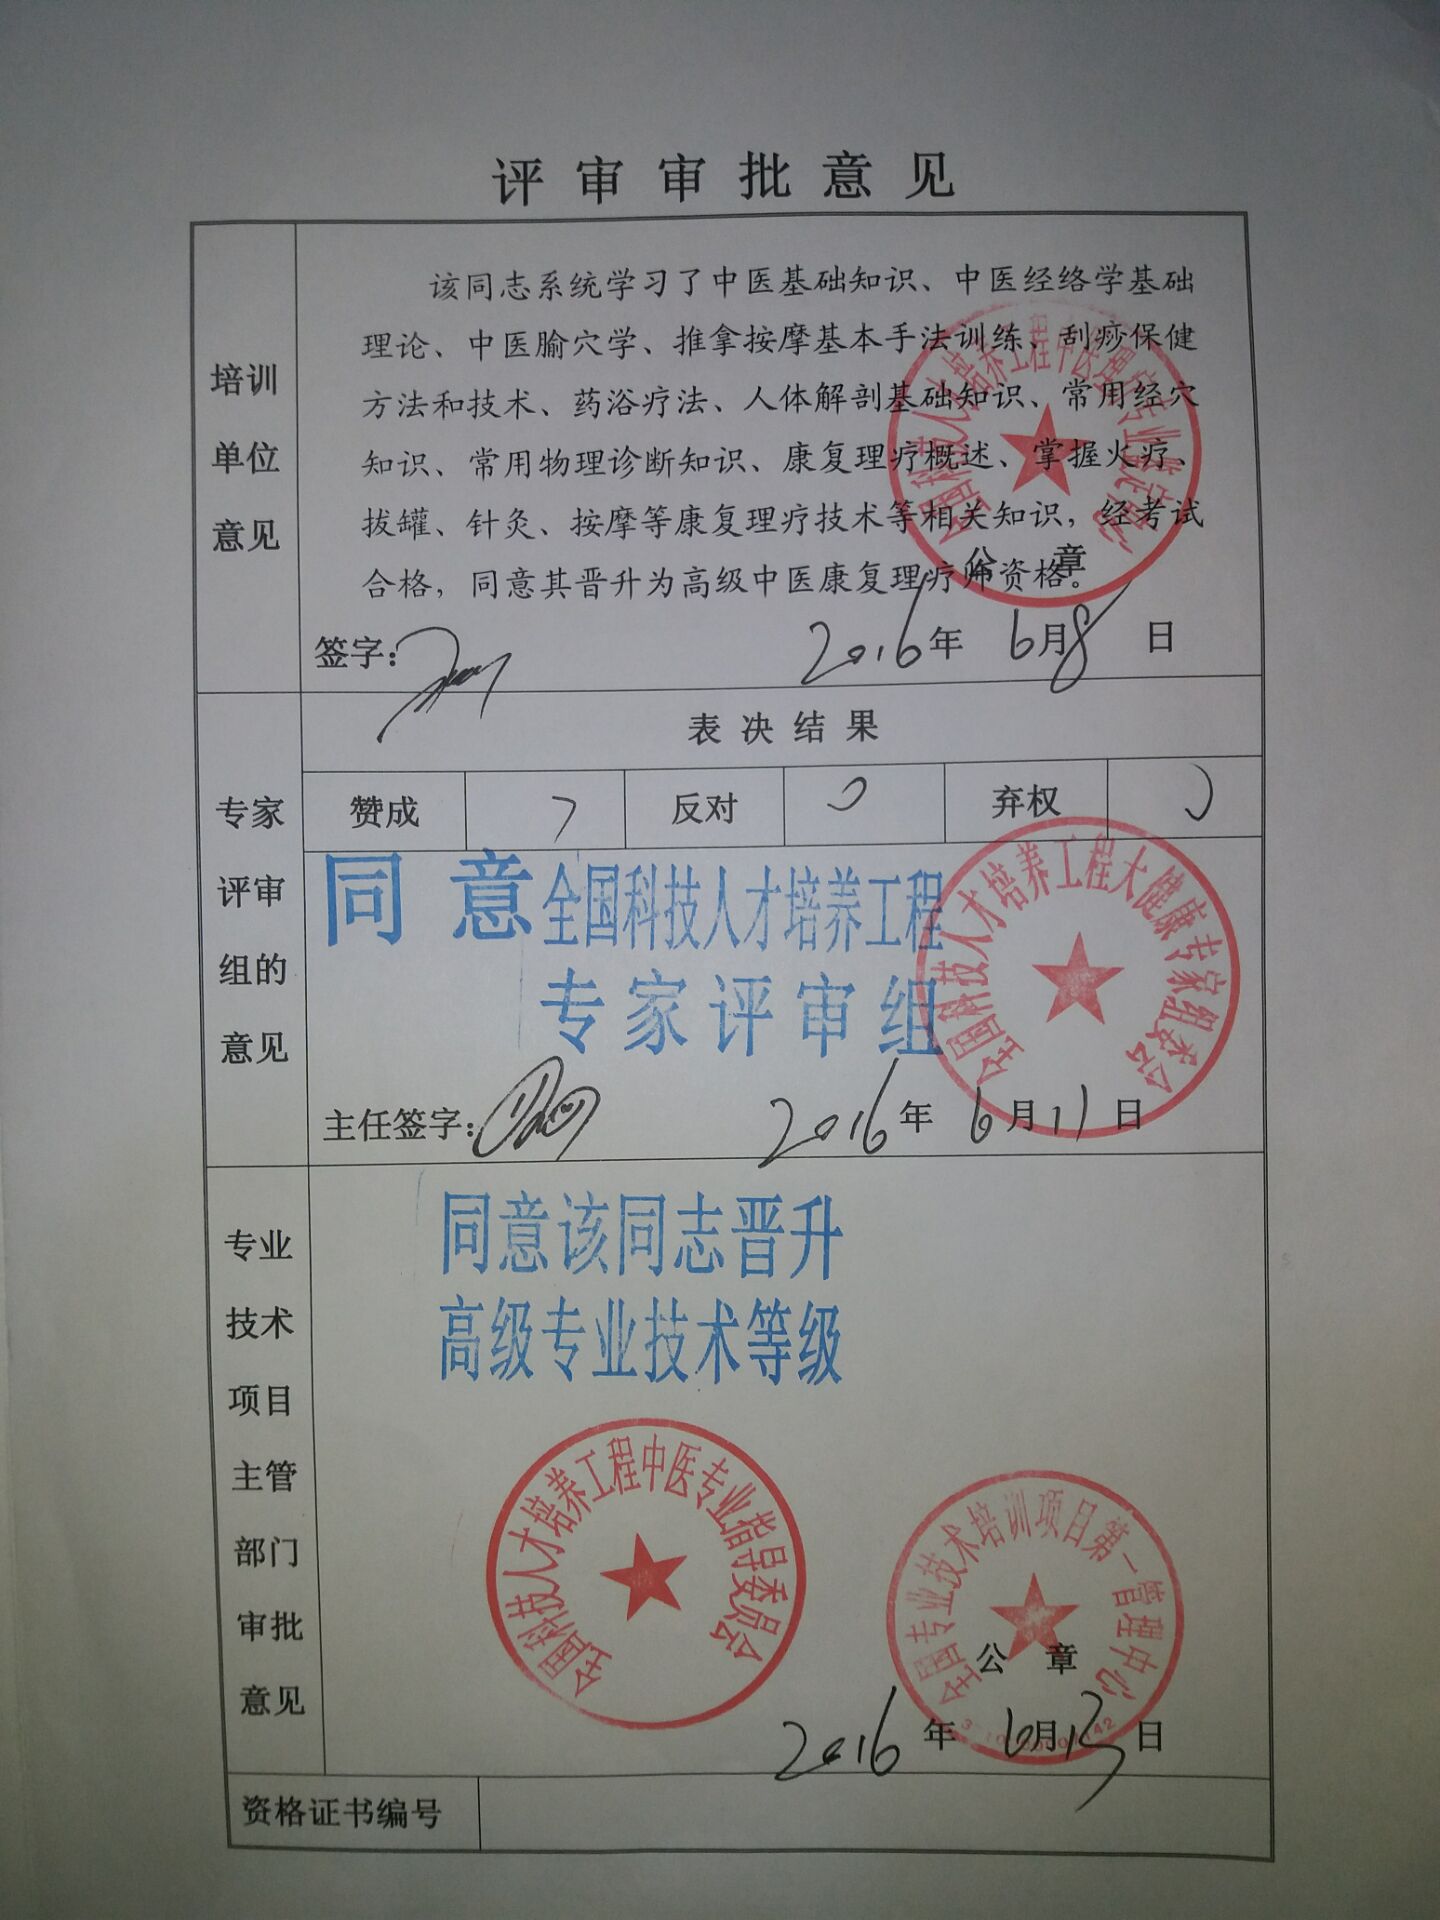 评审审批意见
培训单位意见
该同志系统学习了中医基础知识、中医经络学基础
理论、中医腧穴学、推拿按摩基本手法训练、刮痧保健
方法和技术、药浴疗法、人体解剖基础知识、常用经穴
知识、常用物理诊断知识、康复理疗概述、掌握火疗、
拔罐、针灸、按摩等康复理疗技术等相关知识，经考试
合格，同意其晋升为高级中医康复理疗师资格。
公章
签字：
2016年6月8日
专家评审组的意见
表决结果
赞成 7 反对 0 弃权 0
同意 全国科技人才培养工程
专家评审组
全国科技人才培养工程大健康专家组委会
主任签字：
2016年6月11日
专业技术项目主管部门审批意见
同意该同志晋升
高级专业技术等级
全国科技人才培养工程中医专业指导委员会
全国专业技术培训项目第一管理中心
公章
2016年6月13日
资格证书编号